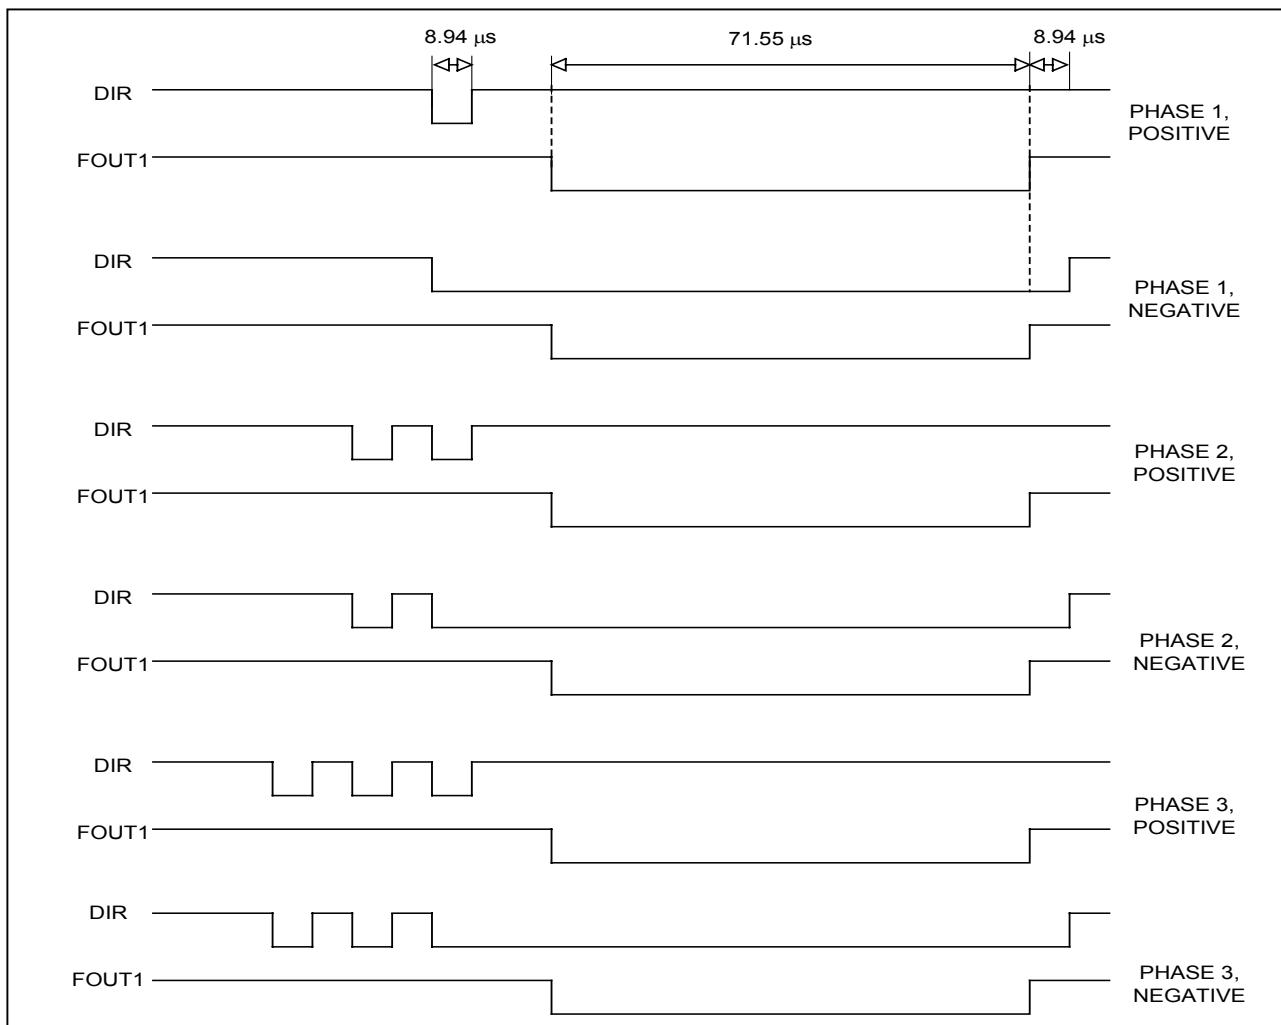 8.94 μs
71.55 μs
8.94 μs
DIR
PHASE 1,
POSITIVE
FOUT1
DIR
PHASE 1,
NEGATIVE
FOUT1
DIR
PHASE 2,
POSITIVE
FOUT1
DIR
PHASE 2,
NEGATIVE
FOUT1
DIR
PHASE 3,
POSITIVE
FOUT1
DIR
FOUT1
PHASE 3,
NEGATIVE